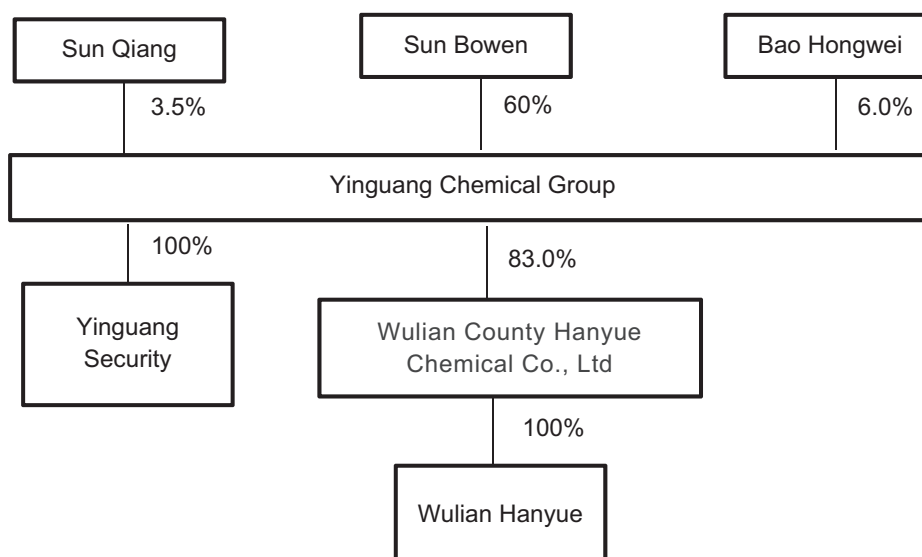 Sun Qiang
Sun Bowen
Bao Hongwei
3.5%
60%
6.0%
Yinguang Chemical Group
100%
83.0%
Yinguang
Security
Wulian County Hanyue
Chemical Co., Ltd
100%
Wulian Hanyue